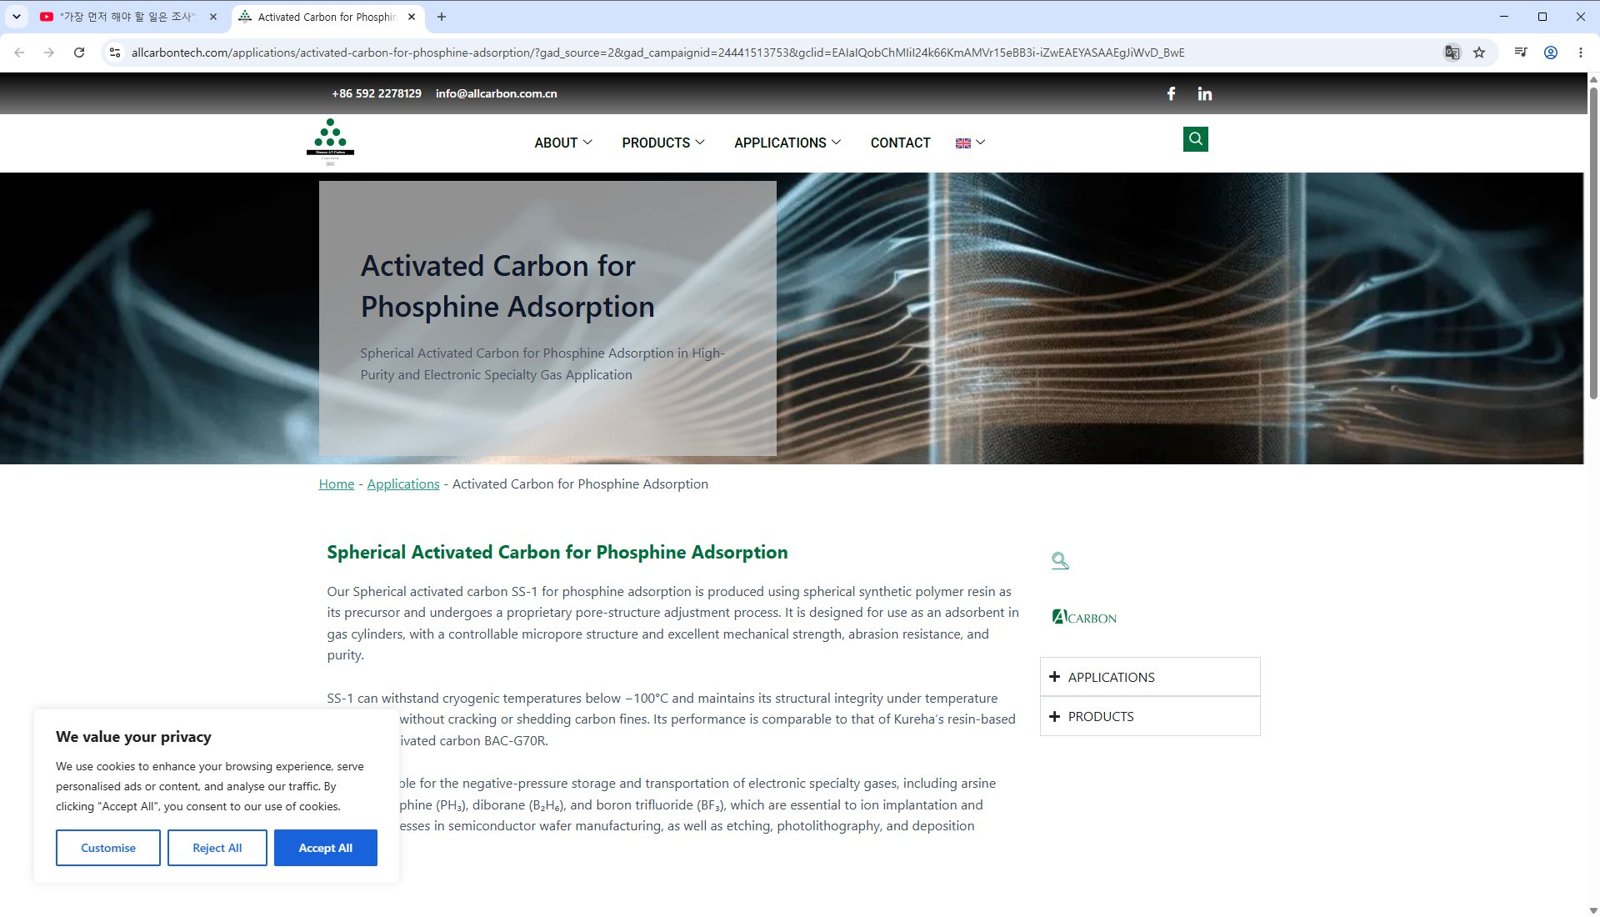 "가장 먼저 해야 할 일은 조사"
Activated Carbon for Phosphin
allcarbontech.com/applications/activated-carbon-for-phosphine-adsorption/?gad_source=2&gad_campaignid=24441513753&gclid=EAIaIQobChMIiI24k66KmAMVr15eBB3i-iZwEAEYASAAEgJiWvD_BwE
+86 592 2278129 info@allcarbon.com.cn
ABOUT PRODUCTS APPLICATIONS CONTACT
Activated Carbon for
Phosphine Adsorption
Spherical Activated Carbon for Phosphine Adsorption in High-
Purity and Electronic Specialty Gas Application
Home - Applications - Activated Carbon for Phosphine Adsorption
Spherical Activated Carbon for Phosphine Adsorption
Our Spherical activated carbon SS-1 for phosphine adsorption is produced using spherical synthetic polymer resin as
its precursor and undergoes a proprietary pore-structure adjustment process. It is designed for use as an adsorbent in
gas cylinders, with a controllable micropore structure and excellent mechanical strength, abrasion resistance, and
purity.
SS-1 can withstand cryogenic temperatures below −100°C and maintains its structural integrity under temperature
without cracking or shedding carbon fines. Its performance is comparable to that of Kureha's resin-based
ivated carbon BAC-G70R.
ble for the negative-pressure storage and transportation of electronic specialty gases, including arsine
phine (PH₃), diborane (B₂H₆), and boron trifluoride (BF₃), which are essential to ion implantation and
esses in semiconductor wafer manufacturing, as well as etching, photolithography, and deposition
ACARBON
APPLICATIONS
PRODUCTS
We value your privacy
We use cookies to enhance your browsing experience, serve
personalised ads or content, and analyse our traffic. By
clicking "Accept All", you consent to our use of cookies.
Customise Reject All Accept All